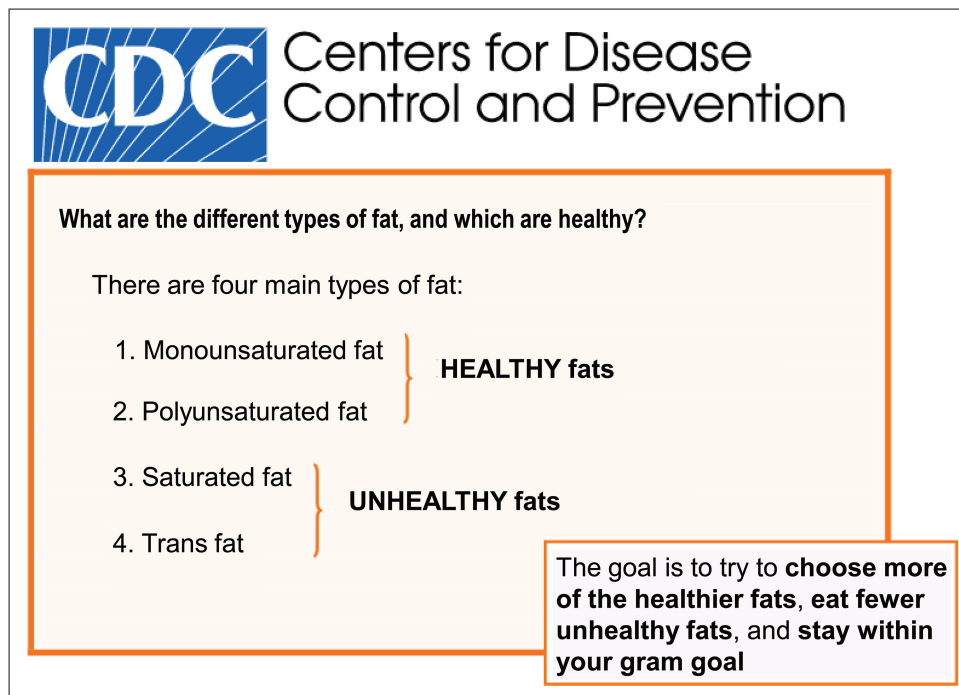 CDC
Centers for Disease
Control and Prevention
What are the different types of fat, and which are healthy?
There are four main types of fat:
1. Monounsaturated fat
HEALTHY fats
2. Polyunsaturated fat
3. Saturated fat
UNHEALTHY fats
4. Trans fat
The goal is to try to choose more
of the healthier fats, eat fewer
unhealthy fats, and stay within
your gram goal